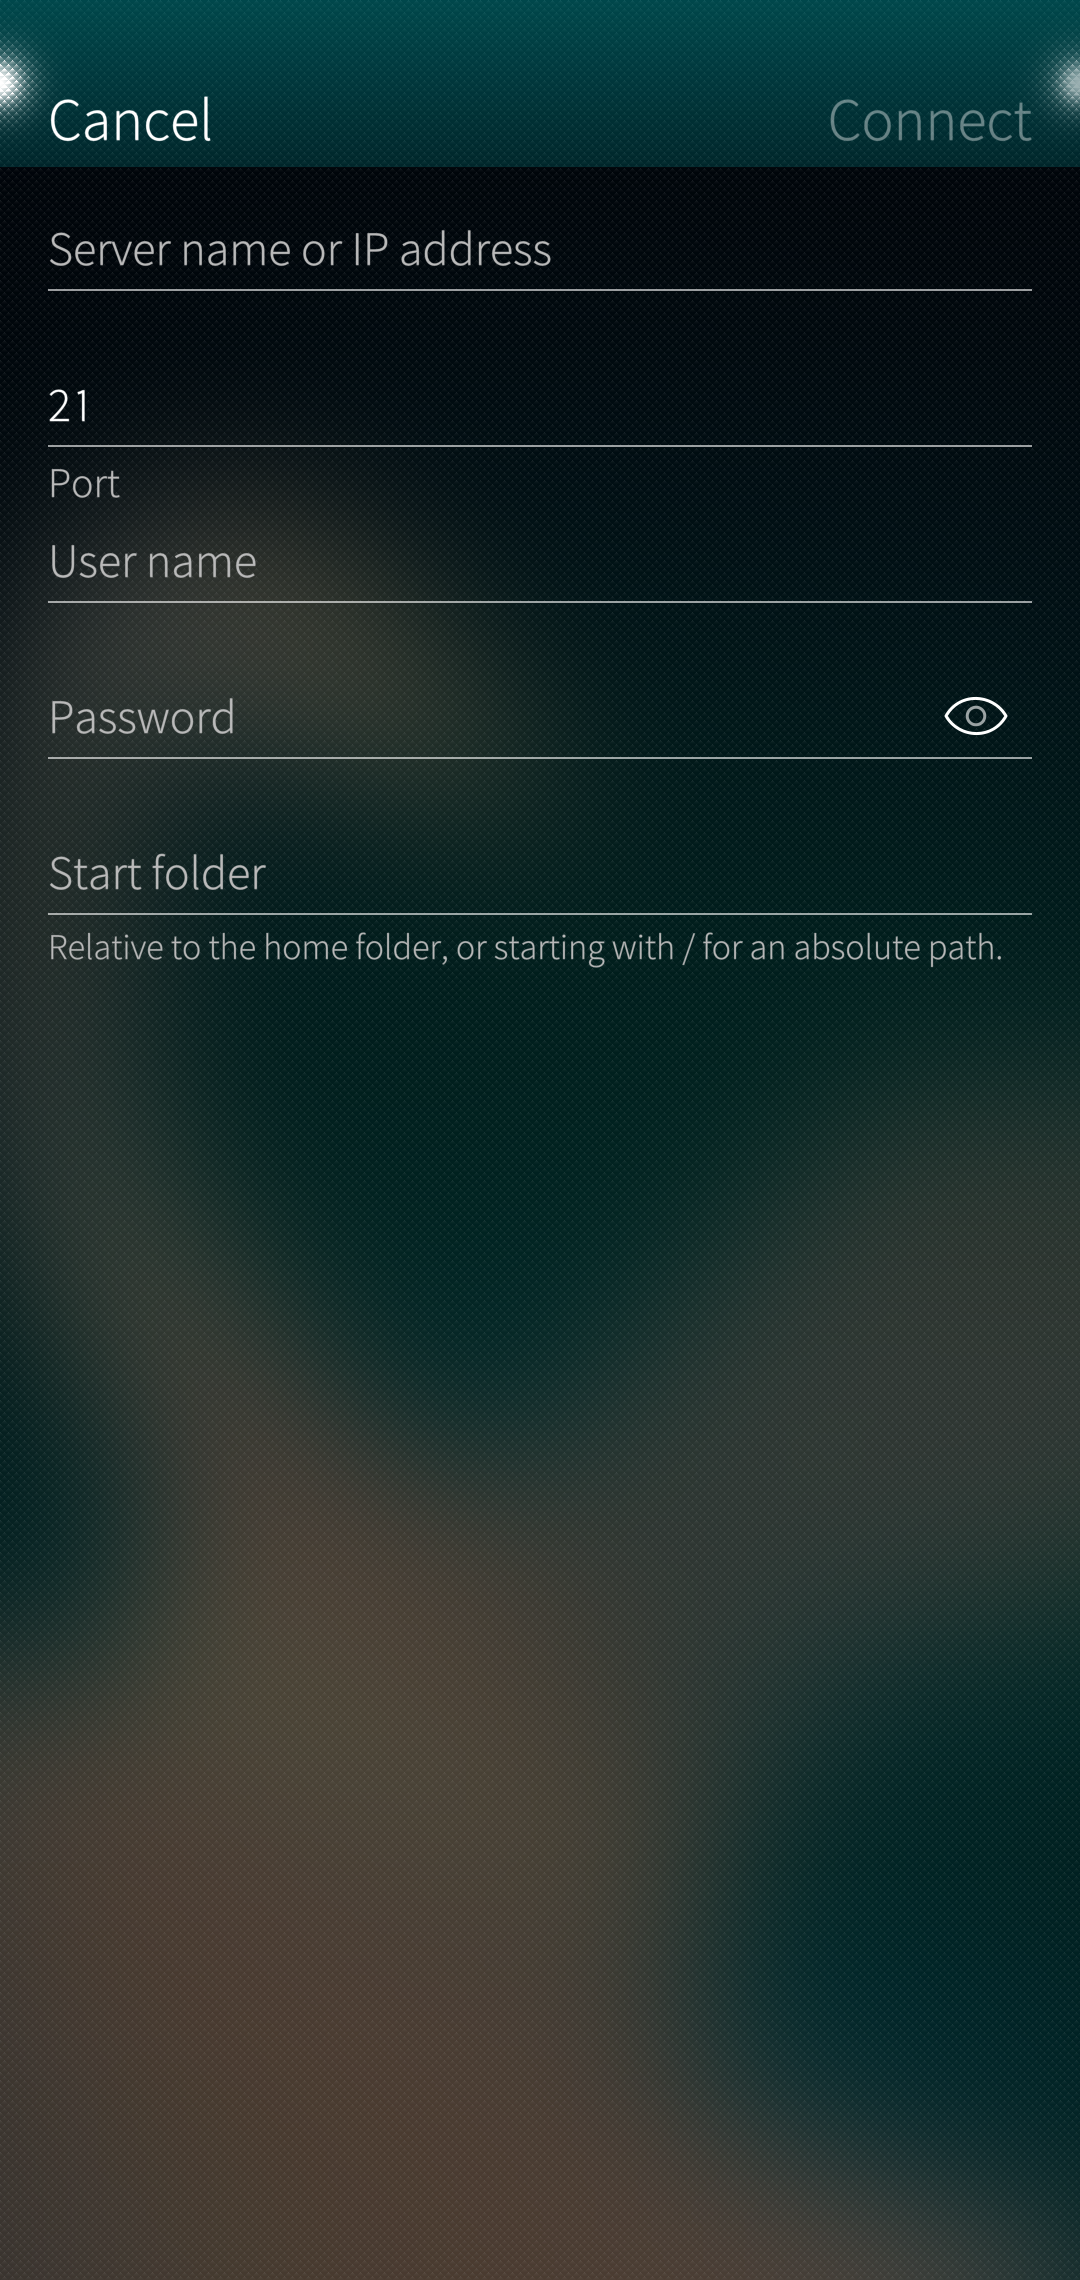 Cancel
Connect
Server name or IP address
21
Port
User name
Password
Start folder
Relative to the home folder, or starting with / for an absolute path.